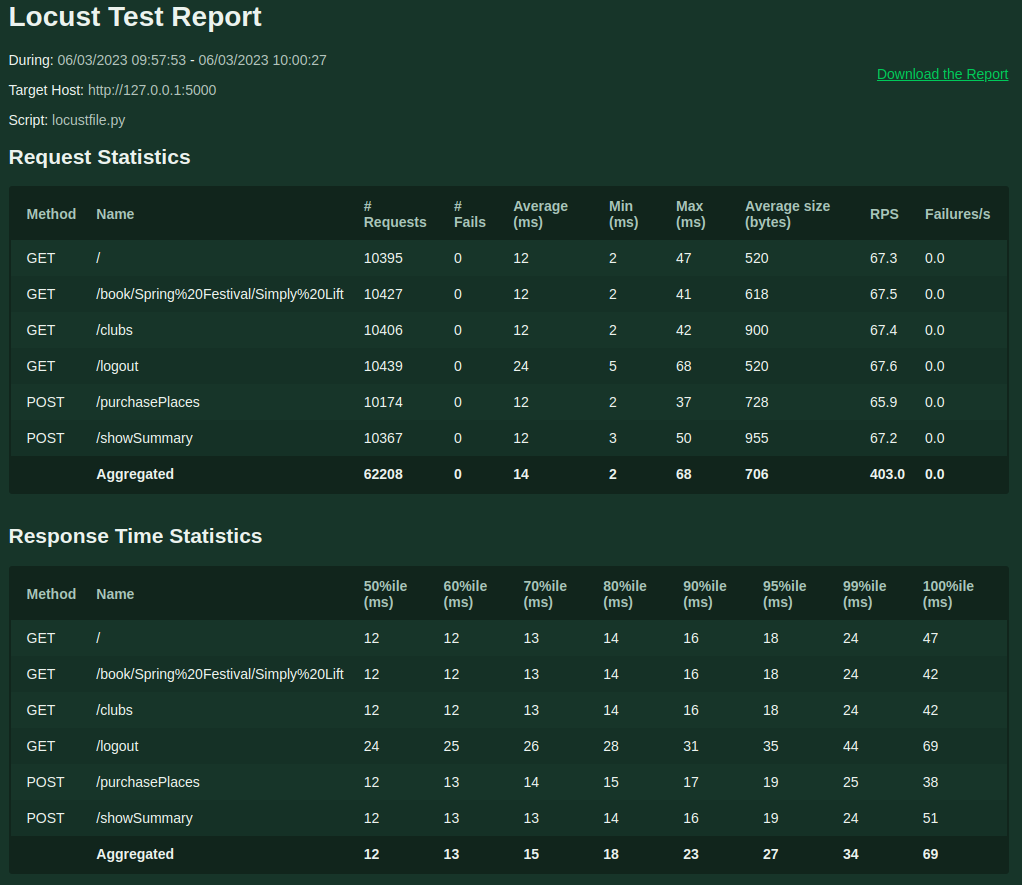 Locust Test Report
During: 06/03/2023 09:57:53 - 06/03/2023 10:00:27
Download the Report
Target Host: http://127.0.0.1:5000
Script: locustfile.py
Request Statistics
Method Name # Requests # Fails Average (ms) Min (ms) Max (ms) Average size (bytes) RPS Failures/s
GET / 10395 0 12 2 47 520 67.3 0.0
GET /book/Spring%20Festival/Simply%20Lift 10427 0 12 2 41 618 67.5 0.0
GET /clubs 10406 0 12 2 42 900 67.4 0.0
GET /logout 10439 0 24 5 68 520 67.6 0.0
POST /purchasePlaces 10174 0 12 2 37 728 65.9 0.0
POST /showSummary 10367 0 12 3 50 955 67.2 0.0
Aggregated 62208 0 14 2 68 706 403.0 0.0
Response Time Statistics
Method Name 50%ile (ms) 60%ile (ms) 70%ile (ms) 80%ile (ms) 90%ile (ms) 95%ile (ms) 99%ile (ms) 100%ile (ms)
GET / 12 12 13 14 16 18 24 47
GET /book/Spring%20Festival/Simply%20Lift 12 12 13 14 16 18 24 42
GET /clubs 12 12 13 14 16 18 24 42
GET /logout 24 25 26 28 31 35 44 69
POST /purchasePlaces 12 13 14 15 17 19 25 38
POST /showSummary 12 13 13 14 16 19 24 51
Aggregated 12 13 15 18 23 27 34 69